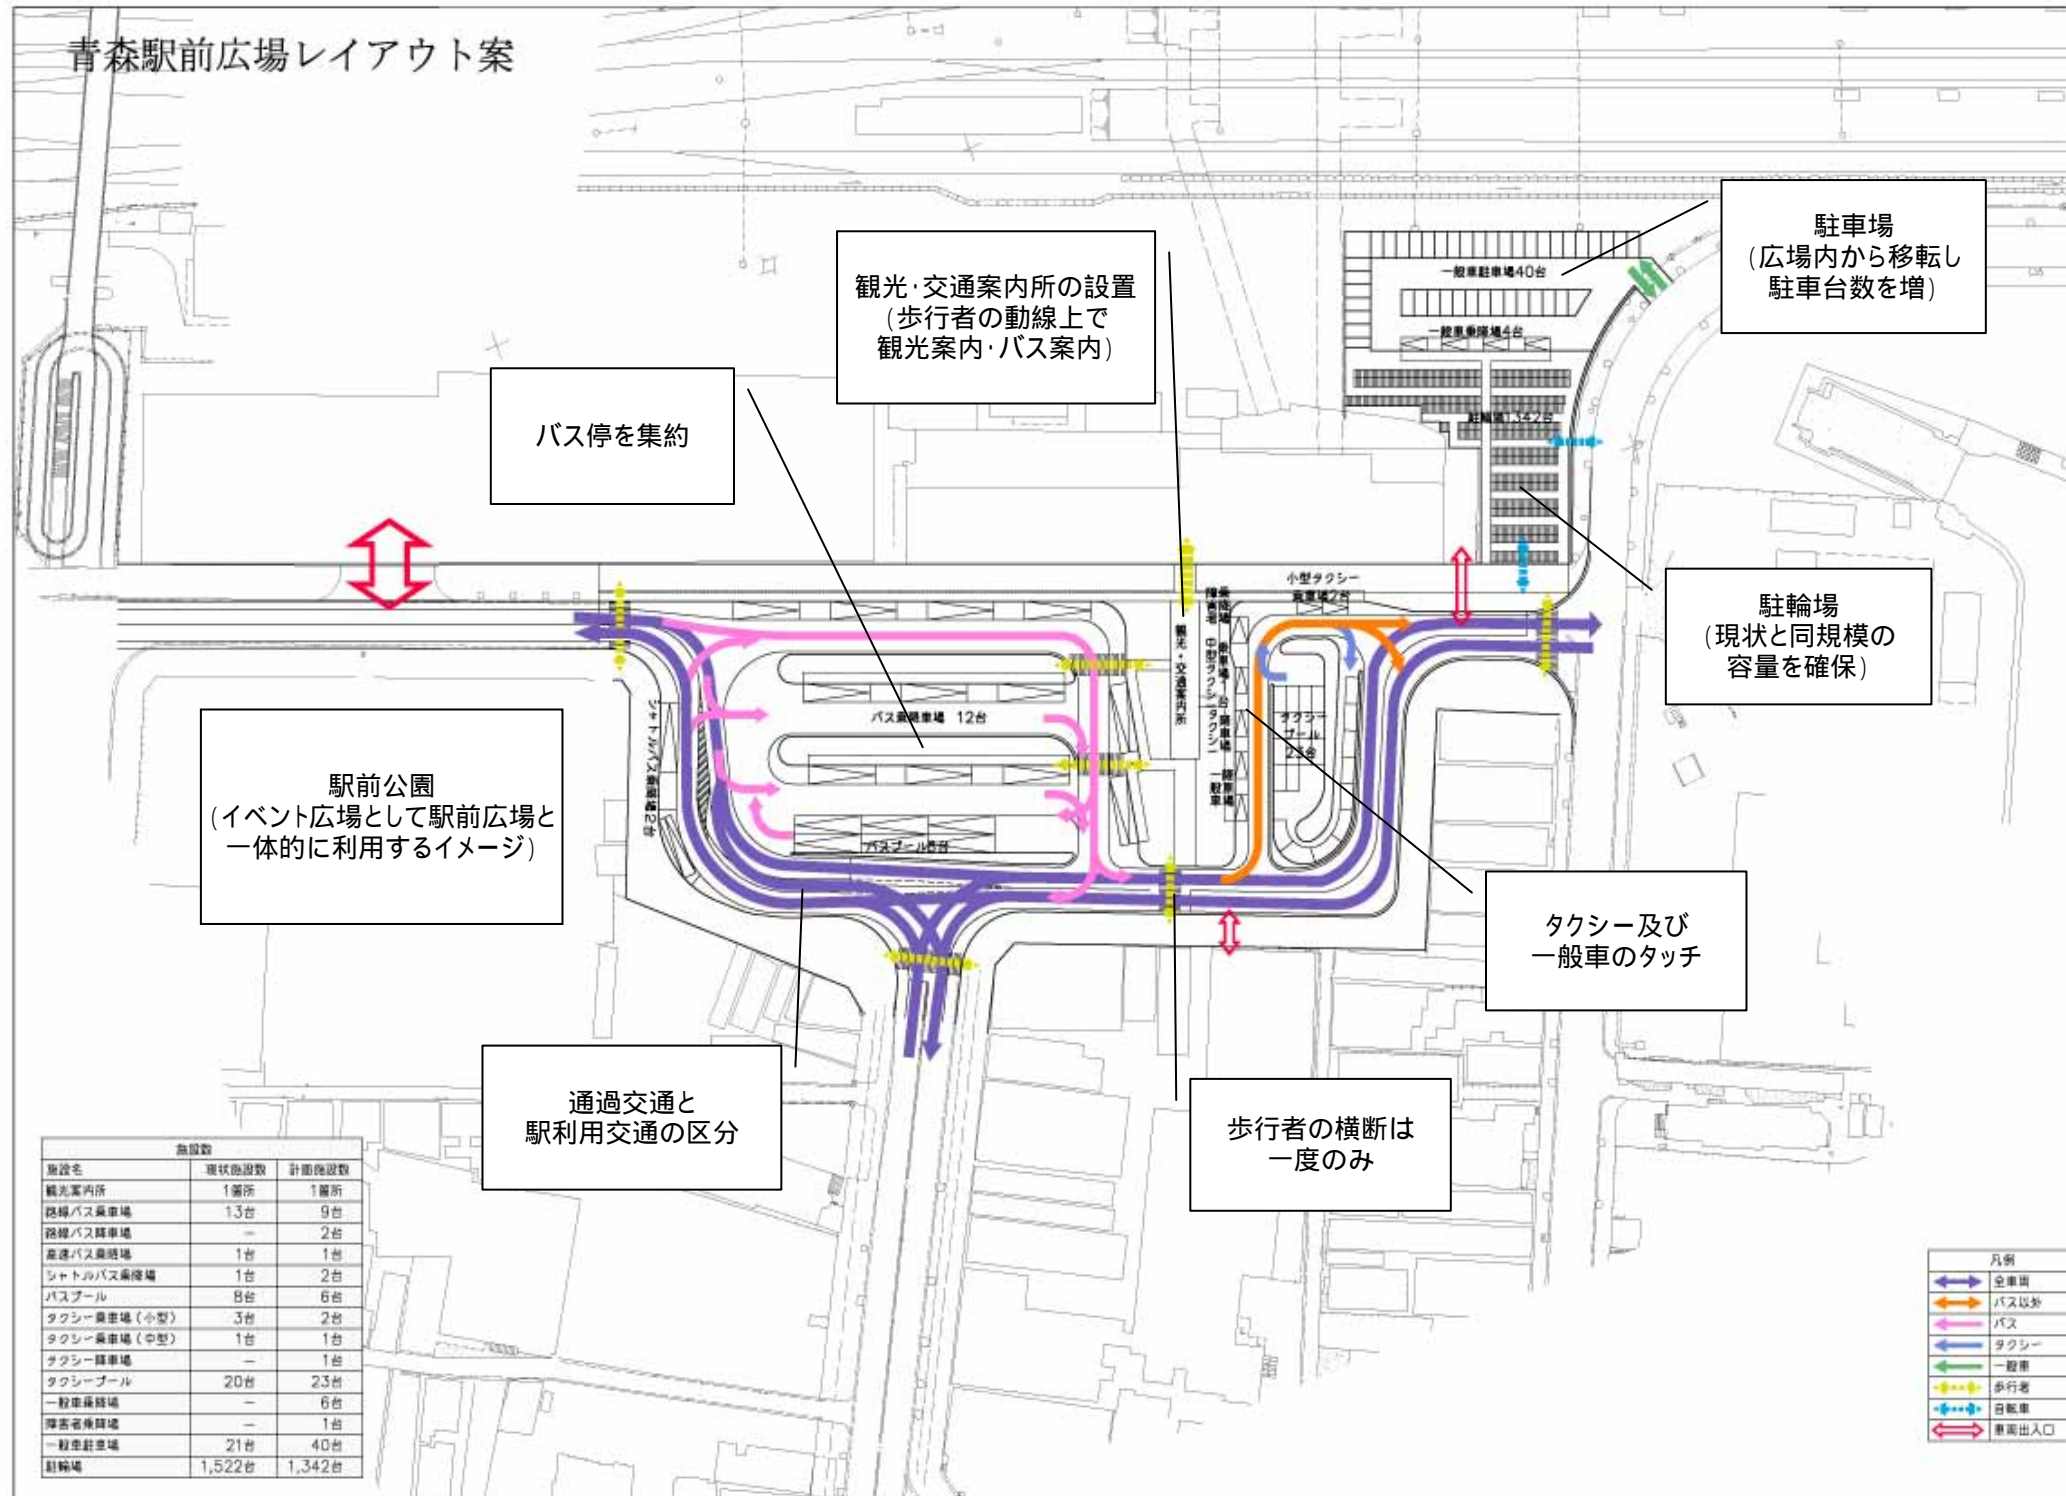 青森駅前広場レイアウト案
駐車場
(広場内から移転し
駐車台数を増)
観光・交通案内所の設置
(歩行者の動線上で
観光案内・バス案内)
一般車駐車場40台
一般車乗降場4台
バス停を集約
駐輪場1,342台
小型タクシー
乗車場2台
駐輪場
(現状と同規模の
容量を確保)
観光・交通案内所
シャトルバス乗降場2台
バス乗降車場 12台
タクシー
プール
23台
バスプール6台
駅前公園
(イベント広場として駅前広場と
一体的に利用するイメージ)
タクシー及び
一般車のタッチ
通過交通と
駅利用交通の区分
歩行者の横断は
一度のみ
施設数
施設名 現状施設数 計画施設数
観光案内所 1箇所 1箇所
路線バス乗車場 13台 9台
路線バス降車場 － 2台
高速バス乗降場 1台 1台
シャトルバス乗降場 1台 2台
バスプール 8台 6台
タクシー乗車場(小型) 3台 2台
タクシー乗車場(中型) 1台 1台
タクシー降車場 － 1台
タクシープール 20台 23台
一般車乗降場 － 6台
障害者乗降場 － 1台
一般車駐車場 21台 40台
駐輪場 1,522台 1,342台
凡例
全車両
バス以外
バス
タクシー
一般車
歩行者
自転車
車両出入口